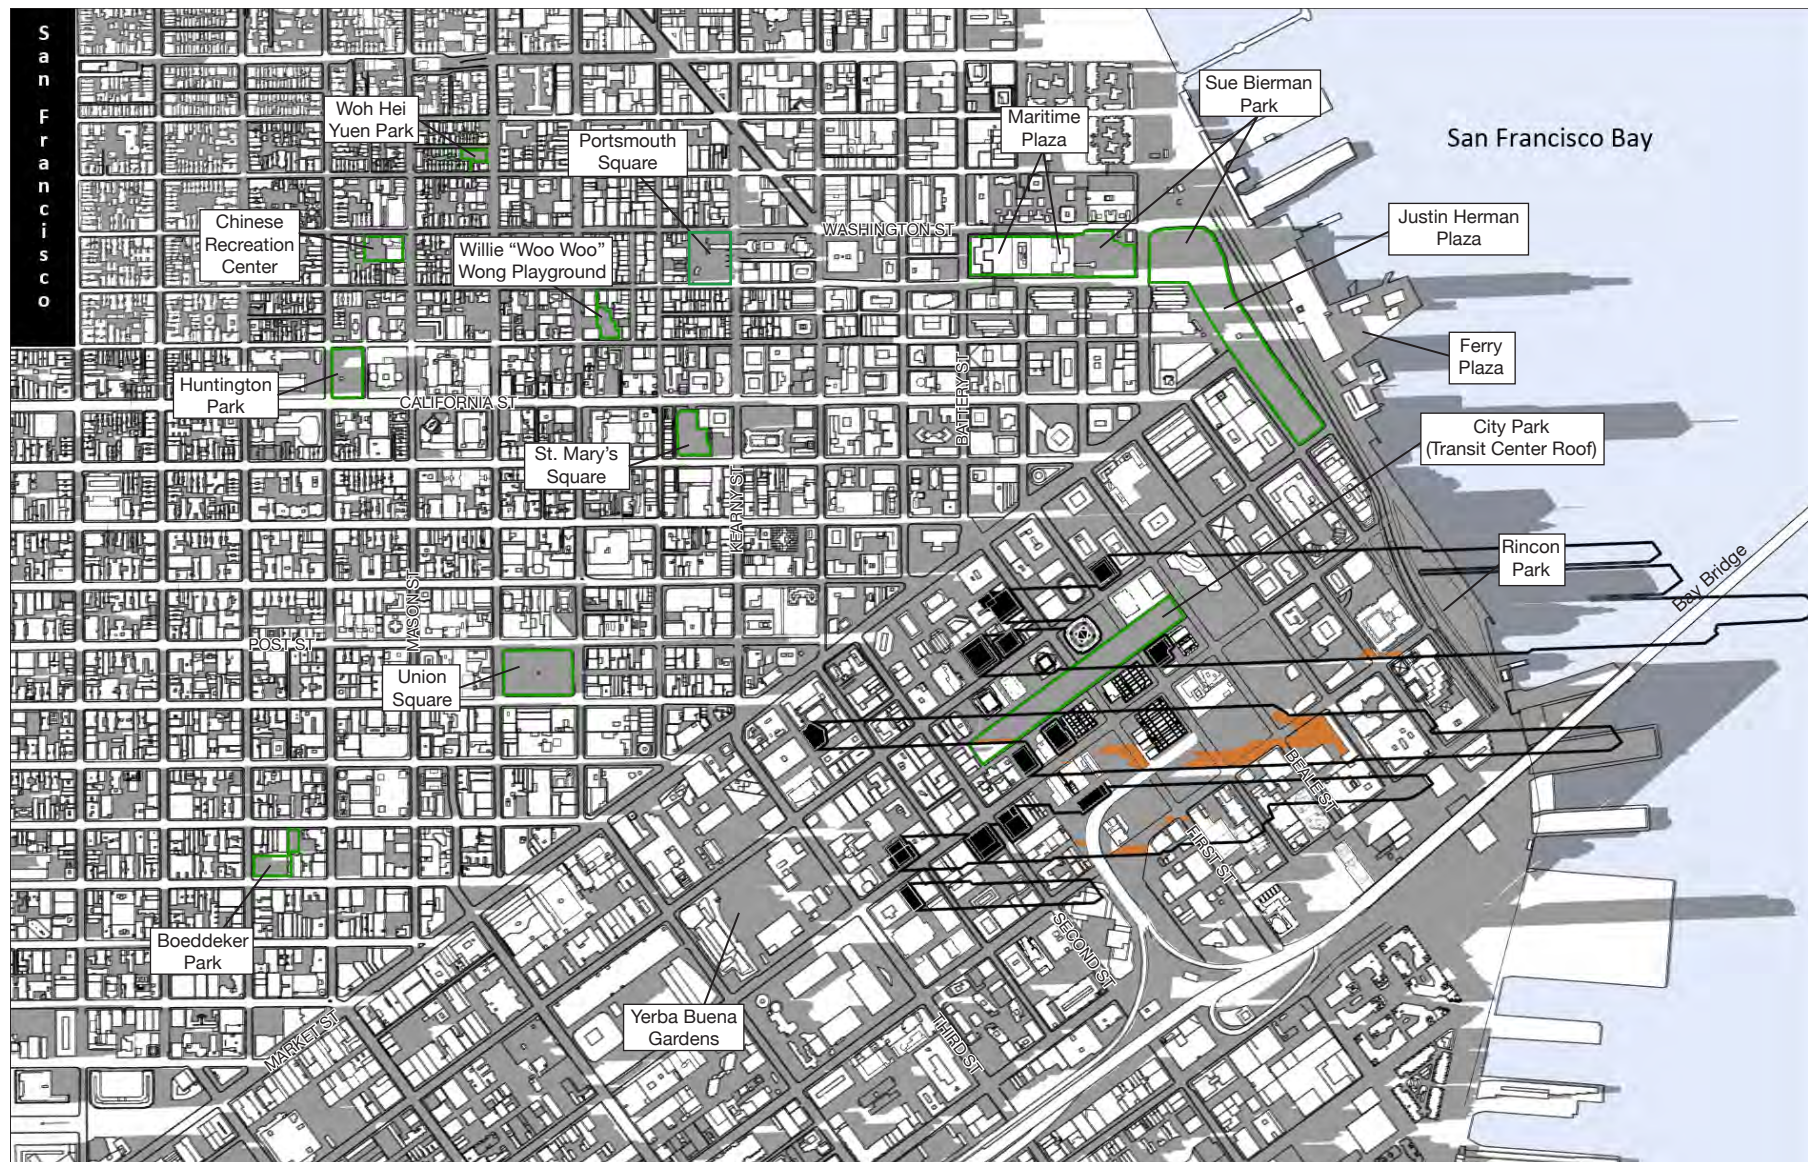 San Francisco
Sue Bierman
Park
Woh Hei
Yuen Park
Maritime
Plaza
San Francisco Bay
Portsmouth
Square
Justin Herman
Plaza
Chinese
Recreation
Center
WASHINGTON ST
Willie “Woo Woo”
Wong Playground
Ferry
Plaza
Huntington
Park
BATTERY ST
CALIFORNIA ST
City Park
(Transit Center Roof)
St. Mary's
Square
KEARNY ST
Rincon
Park
Bay Bridge
MASON ST
POST ST
Union
Square
BEALE ST
FIRST ST
Boeddeker
Park
SECOND ST
Yerba Buena
Gardens
THIRD ST
MARKET ST